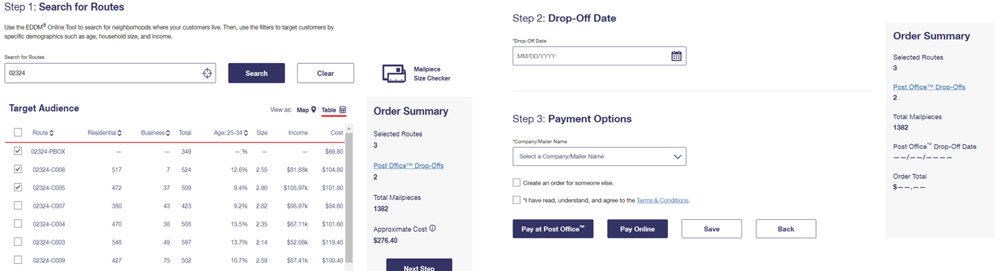 Step 1: Search for Routes
Use the EDDM® Online Tool to search for neighborhoods where your customers live. Then, use the filters to target customers by
specific demographics such as age, household size, and income.
Search for Routes
02324
Search
Clear
Mailpiece
Size Checker
Target Audience
View as: Map Table
Route Residential Business Total Age: 25-34 Size Income Cost
02324-PBOX — — 349 — % — — $69.80
02324-C008 517 7 524 12.6% 2.55 $81.88k $104.80
02324-C005 472 37 509 9.4% 2.90 $105.97k $101.80
02324-C007 380 43 423 9.2% 2.82 $95.97k $84.60
02324-C004 470 38 508 13.5% 2.35 $67.11k $101.60
02324-C003 548 49 597 13.7% 2.14 $52.06k $119.40
02324-C009 427 75 502 10.7% 2.59 $87.41k $100.40
Order Summary
Selected Routes
3
Post Office™ Drop-Offs
2
Total Mailpieces
1382
Approximate Cost
$276.40
Next Step
Step 2: Drop-Off Date
*Drop-Off Date
MM/DD/YYYY
Step 3: Payment Options
*Company/Mailer Name
Select a Company/Mailer Name
Create an order for someone else.
*I have read, understand, and agree to the Terms & Conditions.
Pay at Post Office™
Pay Online
Save
Back
Order Summary
Selected Routes
3
Post Office™ Drop-Offs
2
Total Mailpieces
1382
Post Office™ Drop-Off Date
——/——/————
Order Total
$——.——